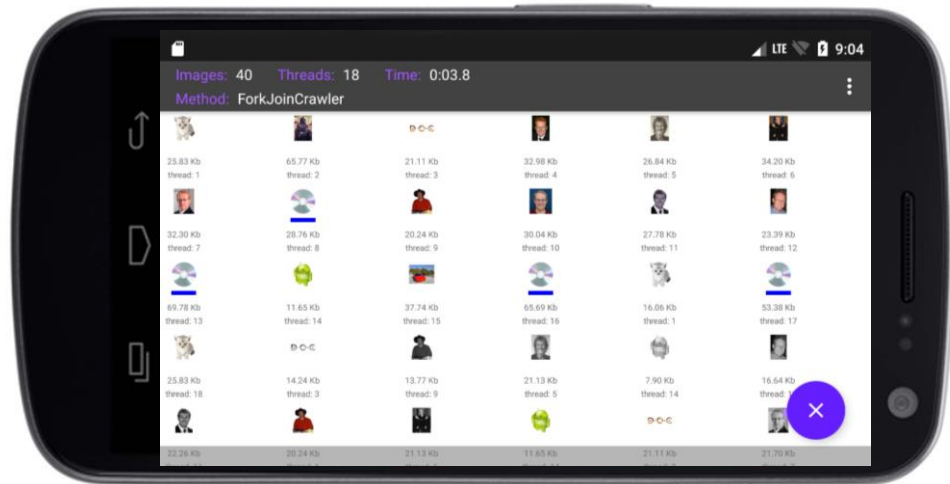 LTE 9:04
Images: 40 Threads: 18 Time: 0:03.8
Method: ForkJoinCrawler
D-O-C
25.83 Kb 65.77 Kb 21.11 Kb 32.98 Kb 26.84 Kb 34.20 Kb
thread: 1 thread: 2 thread: 3 thread: 4 thread: 5 thread: 6
32.30 Kb 28.76 Kb 20.24 Kb 30.04 Kb 27.78 Kb 23.39 Kb
thread: 7 thread: 8 thread: 9 thread: 10 thread: 11 thread: 12
69.78 Kb 11.65 Kb 37.74 Kb 65.69 Kb 16.06 Kb 53.38 Kb
thread: 13 thread: 14 thread: 15 thread: 16 thread: 1 thread: 17
D-O-C
25.83 Kb 14.24 Kb 13.77 Kb 21.13 Kb 7.90 Kb 16.64 Kb
thread: 18 thread: 3 thread: 9 thread: 5 thread: 14 thread:
D-O-C
22.26 Kb 20.24 Kb 21.13 Kb 11.65 Kb 21.11 Kb 21.70 Kb